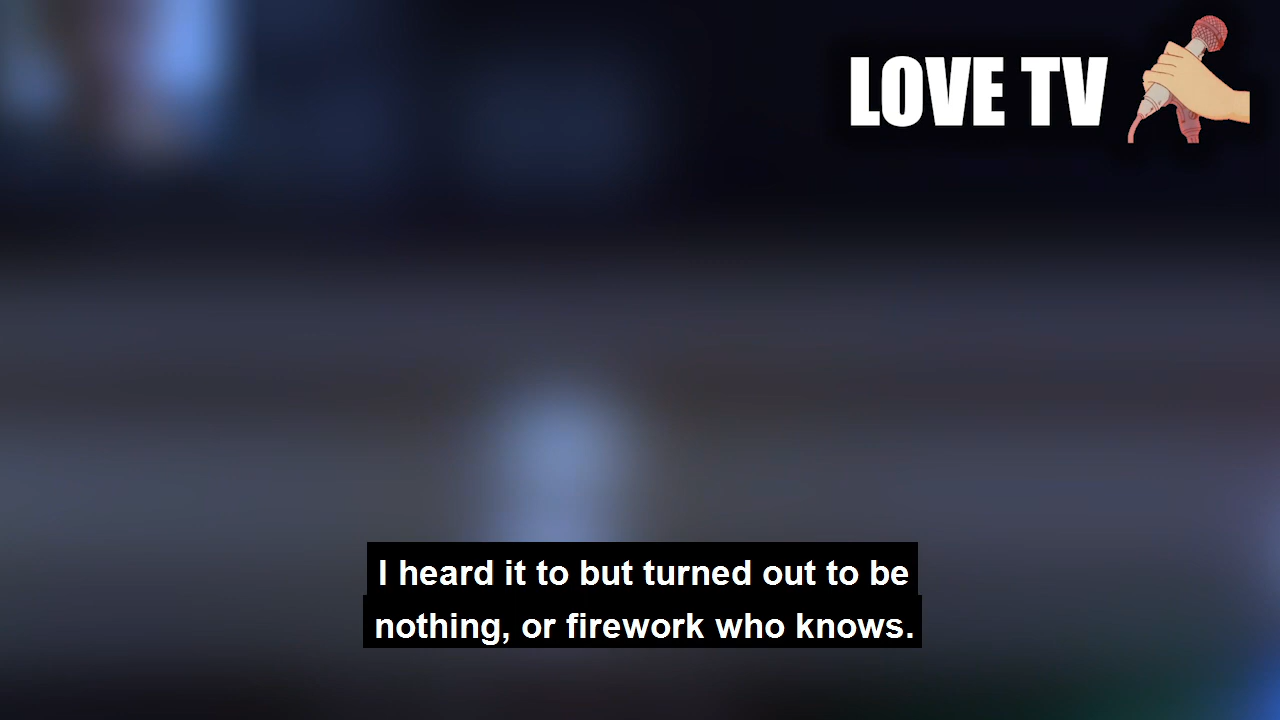 LOVE TV
I heard it to but turned out to be
nothing, or firework who knows.